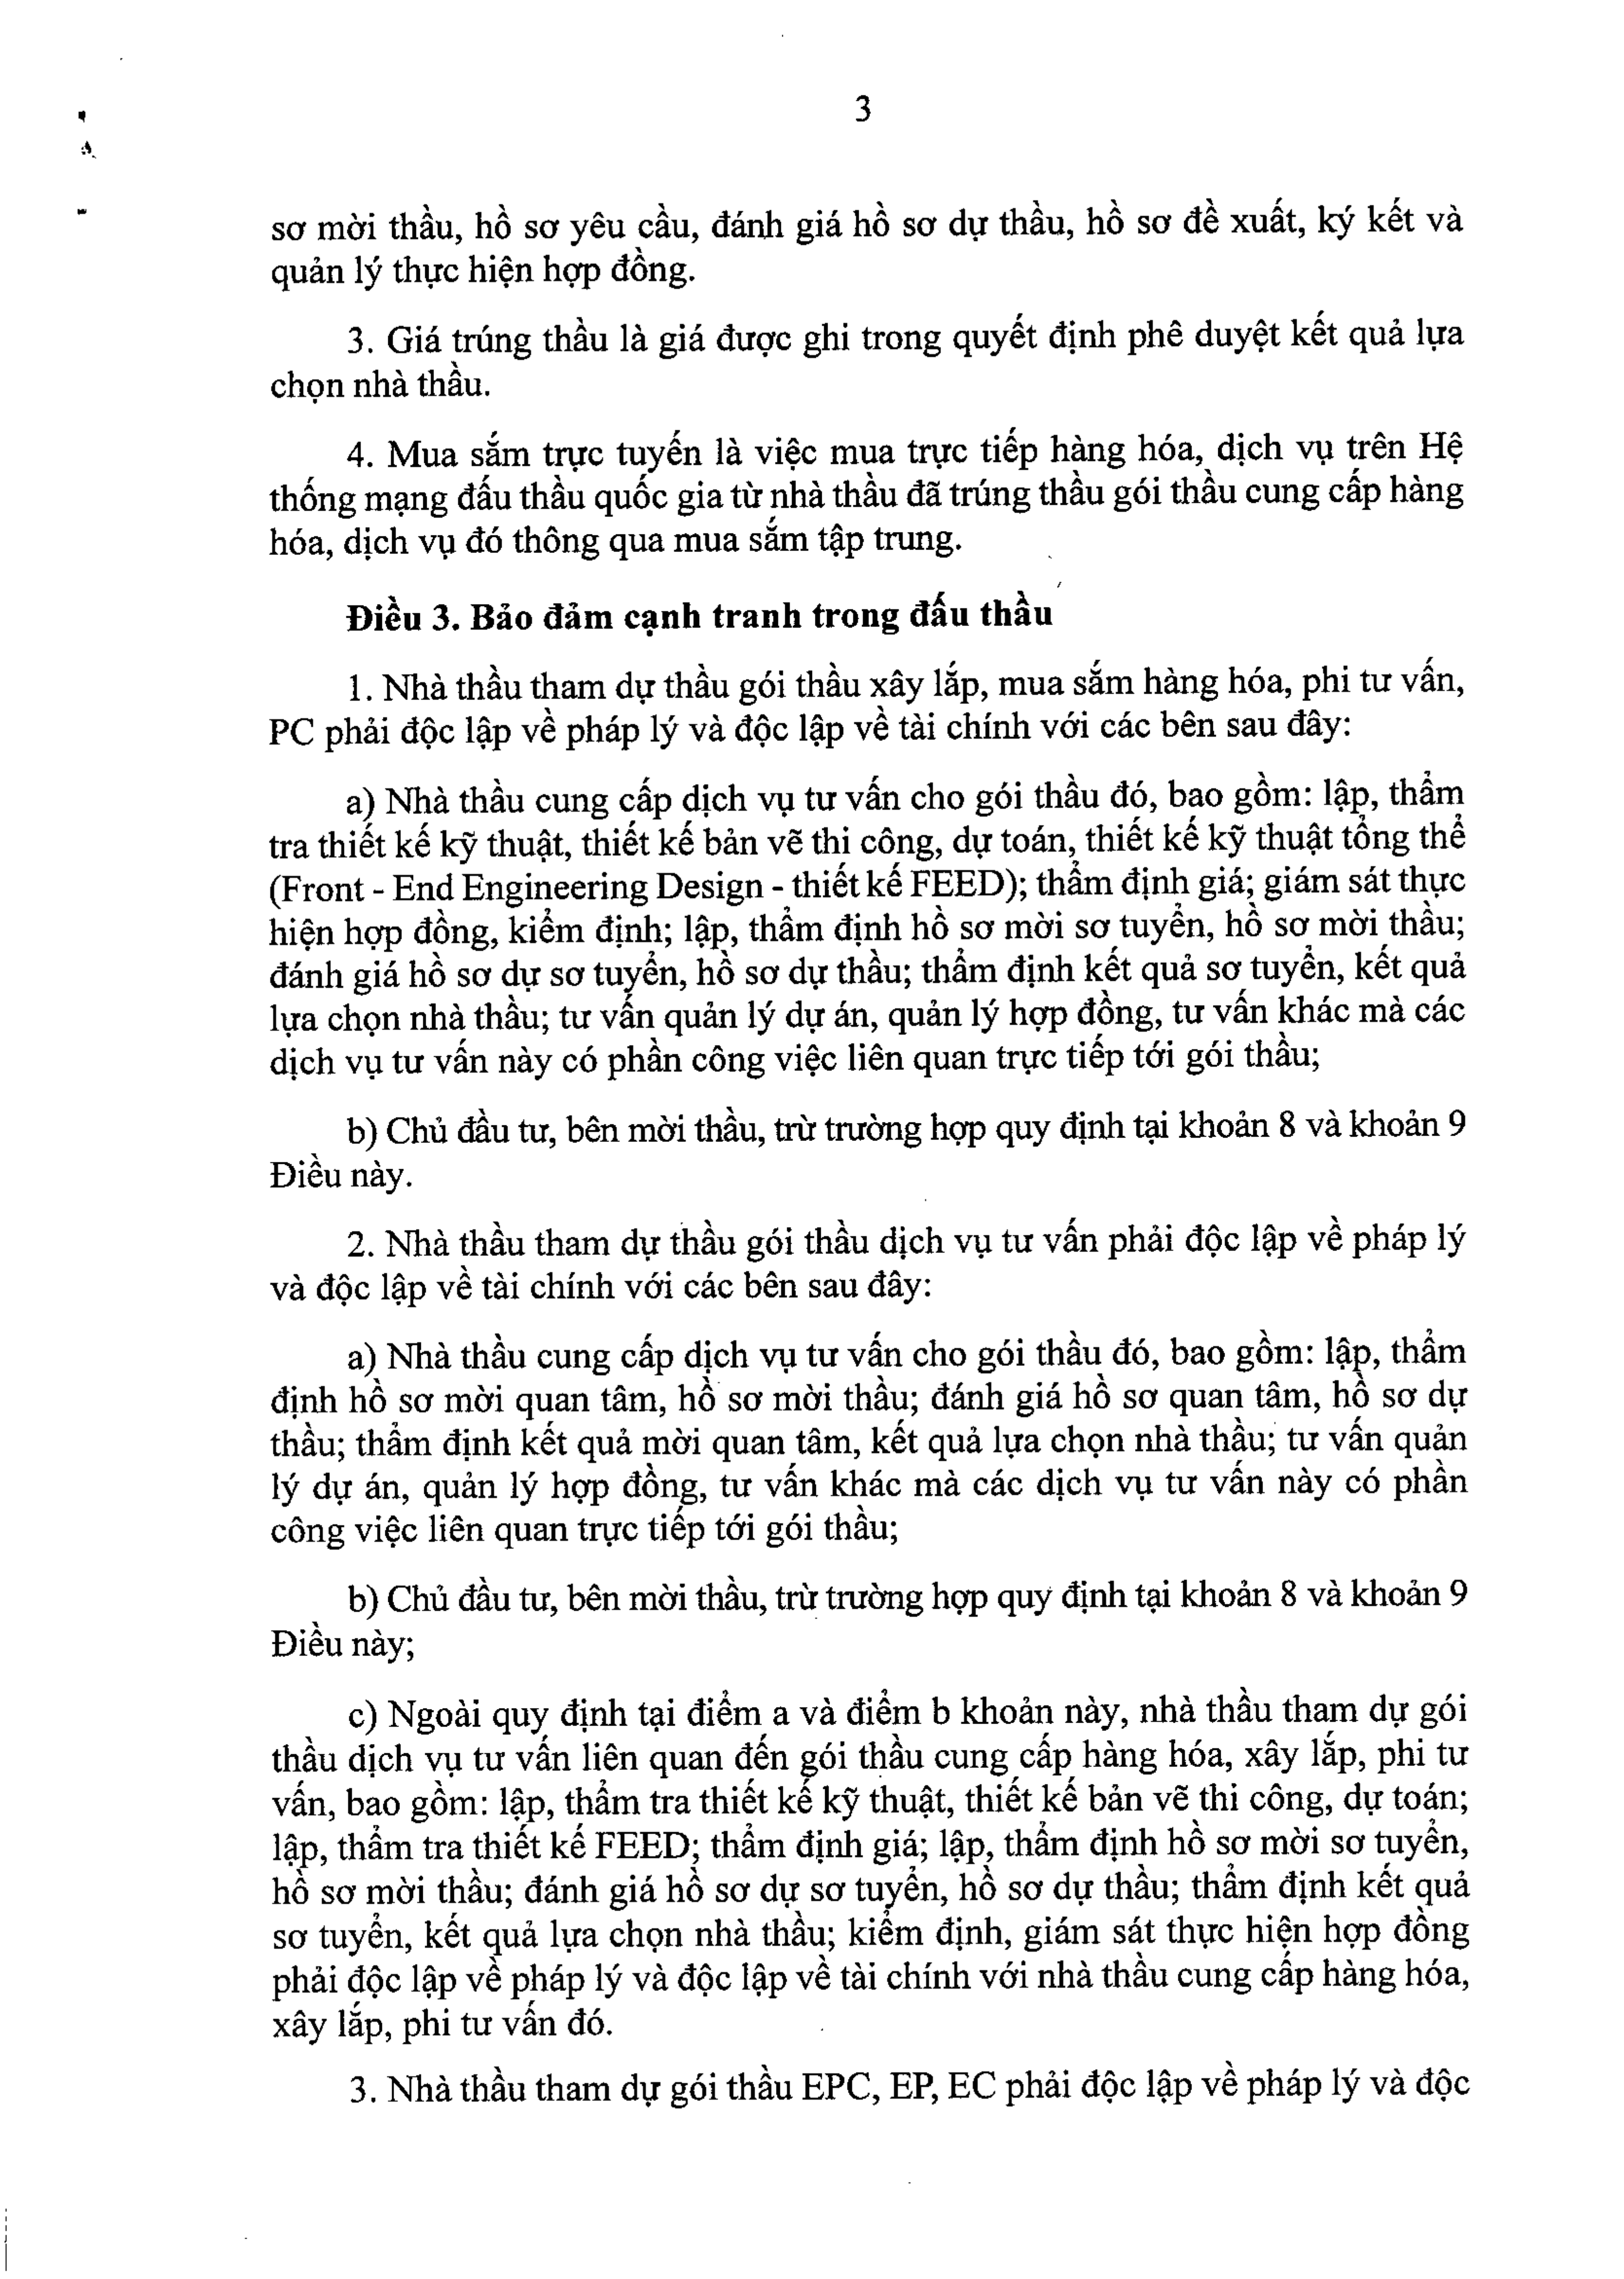 3
sơ mời thầu, hồ sơ yêu cầu, đánh giá hồ sơ dự thầu, hồ sơ đề xuất, ký kết và
quản lý thực hiện hợp đồng.
3. Giá trúng thầu là giá được ghi trong quyết định phê duyệt kết quả lựa
chọn nhà thầu.
4. Mua sắm trực tuyến là việc mua trực tiếp hàng hóa, dịch vụ trên Hệ
thống mạng đấu thầu quốc gia từ nhà thầu đã trúng thầu gói thầu cung cấp hàng
hóa, dịch vụ đó thông qua mua sắm tập trung.
Điều 3. Bảo đảm cạnh tranh trong đấu thầu
1. Nhà thầu tham dự thầu gói thầu xây lắp, mua sắm hàng hóa, phi tư vấn,
PC phải độc lập về pháp lý và độc lập về tài chính với các bên sau đây:
a) Nhà thầu cung cấp dịch vụ tư vấn cho gói thầu đó, bao gồm: lập, thẩm
tra thiết kế kỹ thuật, thiết kế bản vẽ thi công, dự toán, thiết kế kỹ thuật tổng thể
(Front - End Engineering Design - thiết kế FEED); thẩm định giá; giám sát thực
hiện hợp đồng, kiểm định; lập, thẩm định hồ sơ mời sơ tuyển, hồ sơ mời thầu;
đánh giá hồ sơ dự sơ tuyển, hồ sơ dự thầu; thẩm định kết quả sơ tuyển, kết quả
lựa chọn nhà thầu; tư vấn quản lý dự án, quản lý hợp đồng, tư vấn khác mà các
dịch vụ tư vấn này có phần công việc liên quan trực tiếp tới gói thầu;
b) Chủ đầu tư, bên mời thầu, trừ trường hợp quy định tại khoản 8 và khoản 9
Điều này.
2. Nhà thầu tham dự thầu gói thầu dịch vụ tư vấn phải độc lập về pháp lý
và độc lập về tài chính với các bên sau đây:
a) Nhà thầu cung cấp dịch vụ tư vấn cho gói thầu đó, bao gồm: lập, thẩm
định hồ sơ mời quan tâm, hồ sơ mời thầu; đánh giá hồ sơ quan tâm, hồ sơ dự
thầu; thẩm định kết quả mời quan tâm, kết quả lựa chọn nhà thầu; tư vấn quản
lý dự án, quản lý hợp đồng, tư vấn khác mà các dịch vụ tư vấn này có phần
công việc liên quan trực tiếp tới gói thầu;
b) Chủ đầu tư, bên mời thầu, trừ trường hợp quy định tại khoản 8 và khoản 9
Điều này;
c) Ngoài quy định tại điểm a và điểm b khoản này, nhà thầu tham dự gói
thầu dịch vụ tư vấn liên quan đến gói thầu cung cấp hàng hóa, xây lắp, phi tư
vấn, bao gồm: lập, thẩm tra thiết kế kỹ thuật, thiết kế bản vẽ thi công, dự toán;
lập, thẩm tra thiết kế FEED; thẩm định giá; lập, thẩm định hồ sơ mời sơ tuyển,
hồ sơ mời thầu; đánh giá hồ sơ dự sơ tuyển, hồ sơ dự thầu; thẩm định kết quả
sơ tuyển, kết quả lựa chọn nhà thầu; kiểm định, giám sát thực hiện hợp đồng
phải độc lập về pháp lý và độc lập về tài chính với nhà thầu cung cấp hàng hóa,
xây lắp, phi tư vấn đó.
3. Nhà thầu tham dự gói thầu EPC, EP, EC phải độc lập về pháp lý và độc